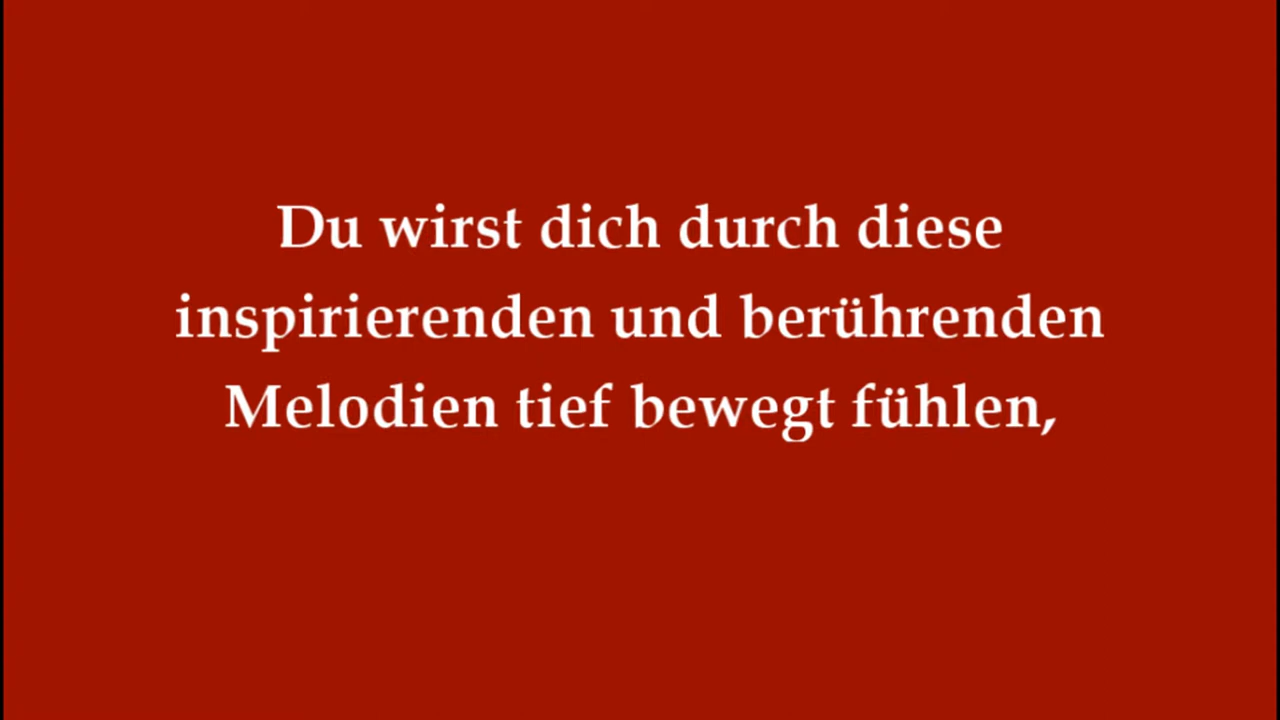 Du wirst dich durch diese
inspirierenden und berührenden
Melodien tief bewegt fühlen,